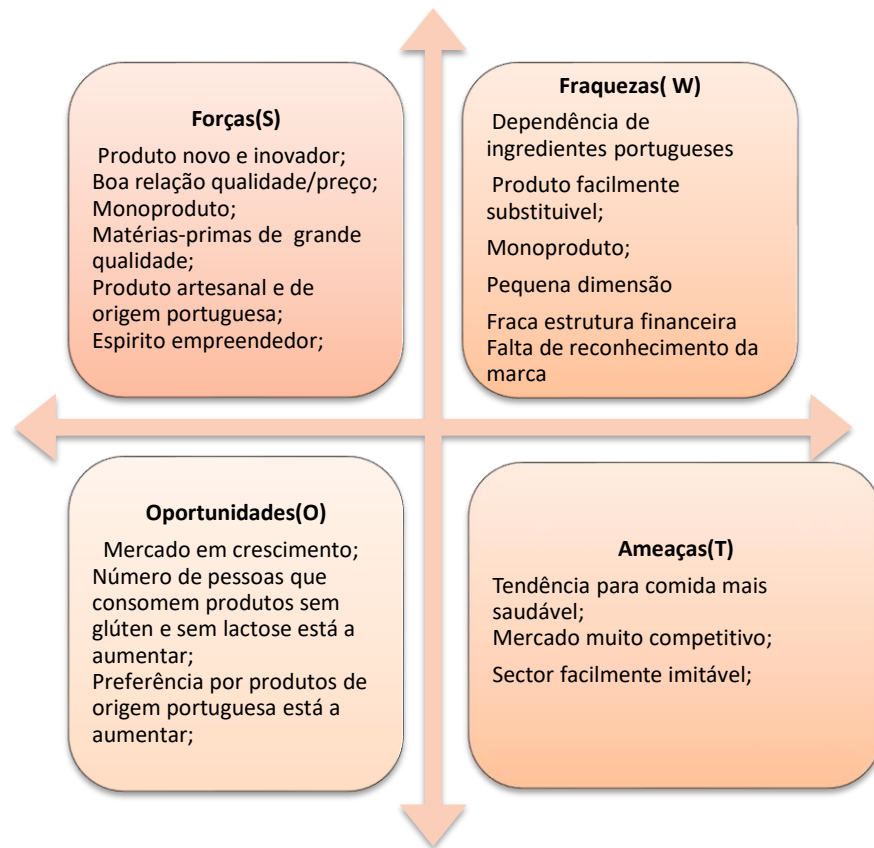 Forças(S)
Produto novo e inovador;
Boa relação qualidade/preço;
Monoproduto;
Matérias-primas de grande
qualidade;
Produto artesanal e de
origem portuguesa;
Espirito empreendedor;
Fraquezas( W)
Dependência de
ingredientes portugueses
Produto facilmente
substituivel;
Monoproduto;
Pequena dimensão
Fraca estrutura financeira
Falta de reconhecimento da
marca
Oportunidades(O)
Mercado em crescimento;
Número de pessoas que
consomem produtos sem
glúten e sem lactose está a
aumentar;
Preferência por produtos de
origem portuguesa está a
aumentar;
Ameaças(T)
Tendência para comida mais
saudável;
Mercado muito competitivo;
Sector facilmente imitável;